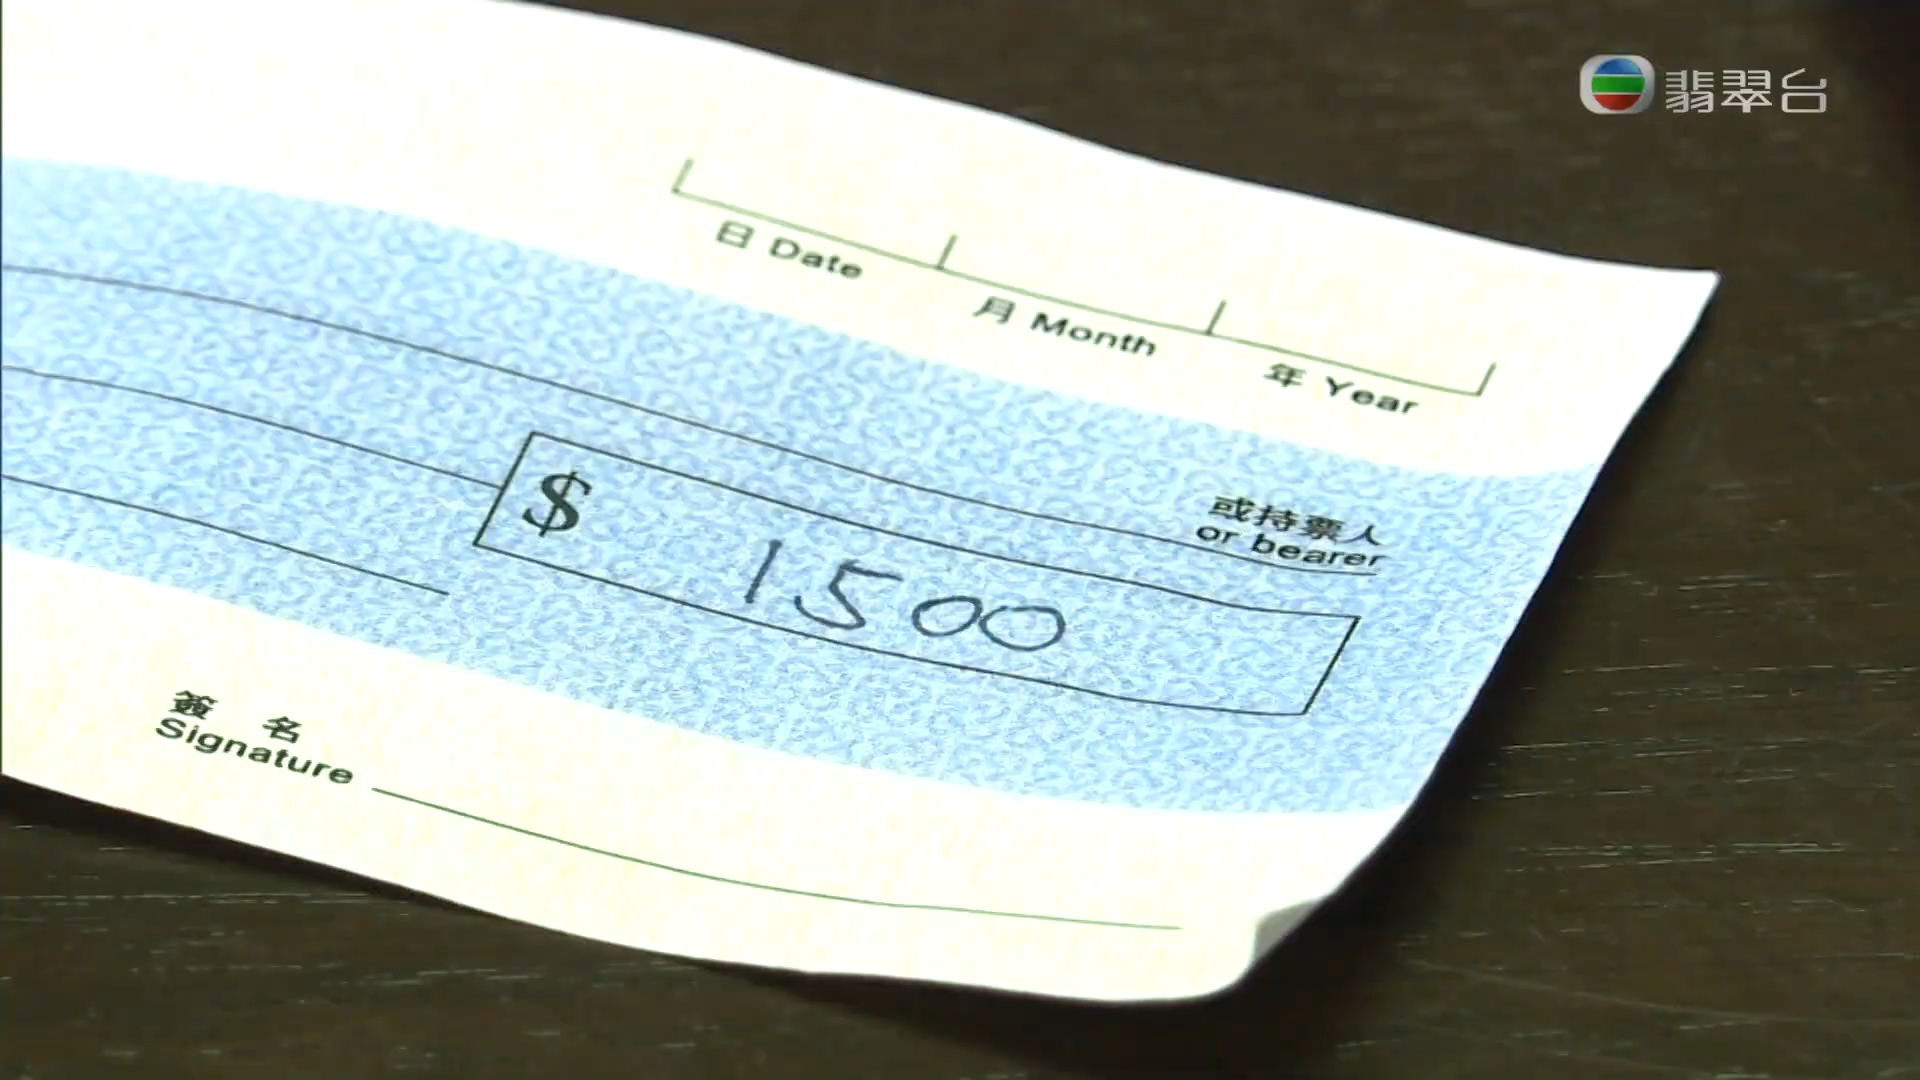 翡翠台
日 Date
月 Month
年 Year
或持票人
or bearer
$ 1500
簽 名
Signature